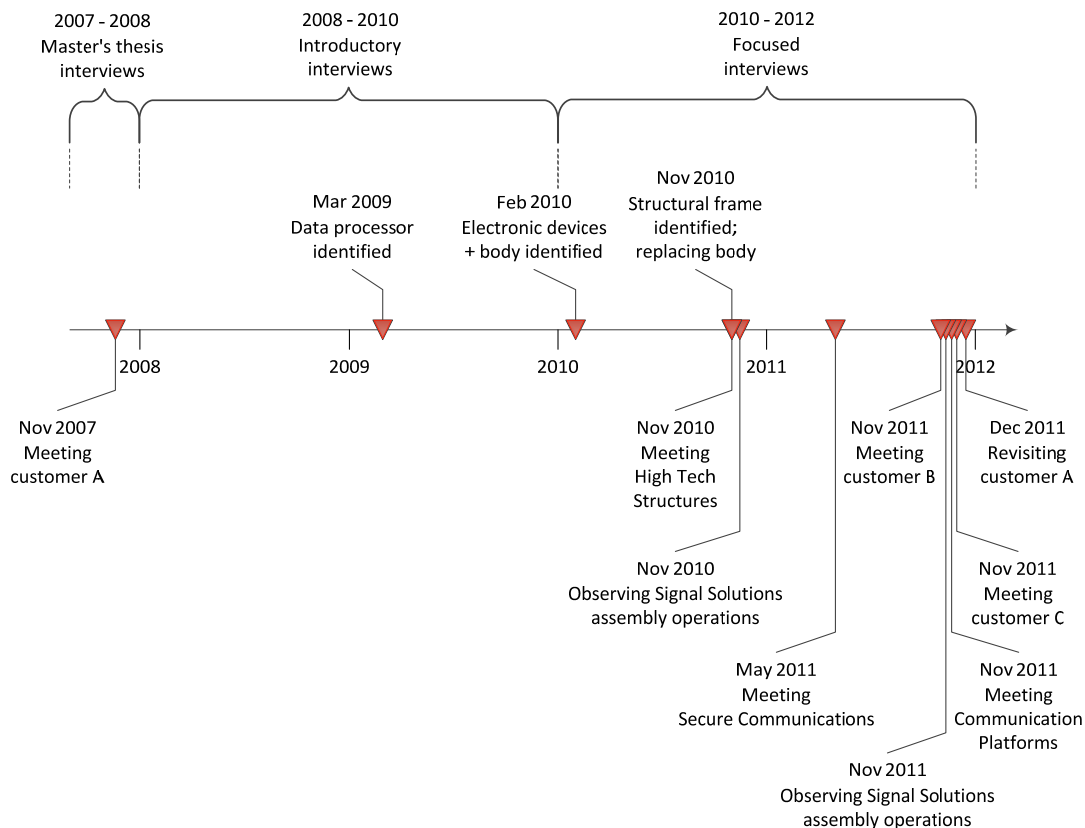 2007 - 2008
Master's thesis
interviews
2008 - 2010
Introductory
interviews
2010 - 2012
Focused
interviews
Mar 2009
Data processor
identified
Feb 2010
Electronic devices
+ body identified
Nov 2010
Structural frame
identified;
replacing body
2008
2009
2010
2011
2012
Nov 2007
Meeting
customer A
Nov 2010
Meeting
High Tech
Structures
Nov 2011
Meeting
customer B
Dec 2011
Revisiting
customer A
Nov 2010
Observing Signal Solutions
assembly operations
Nov 2011
Meeting
customer C
May 2011
Meeting
Secure Communications
Nov 2011
Meeting
Communication
Platforms
Nov 2011
Observing Signal Solutions
assembly operations